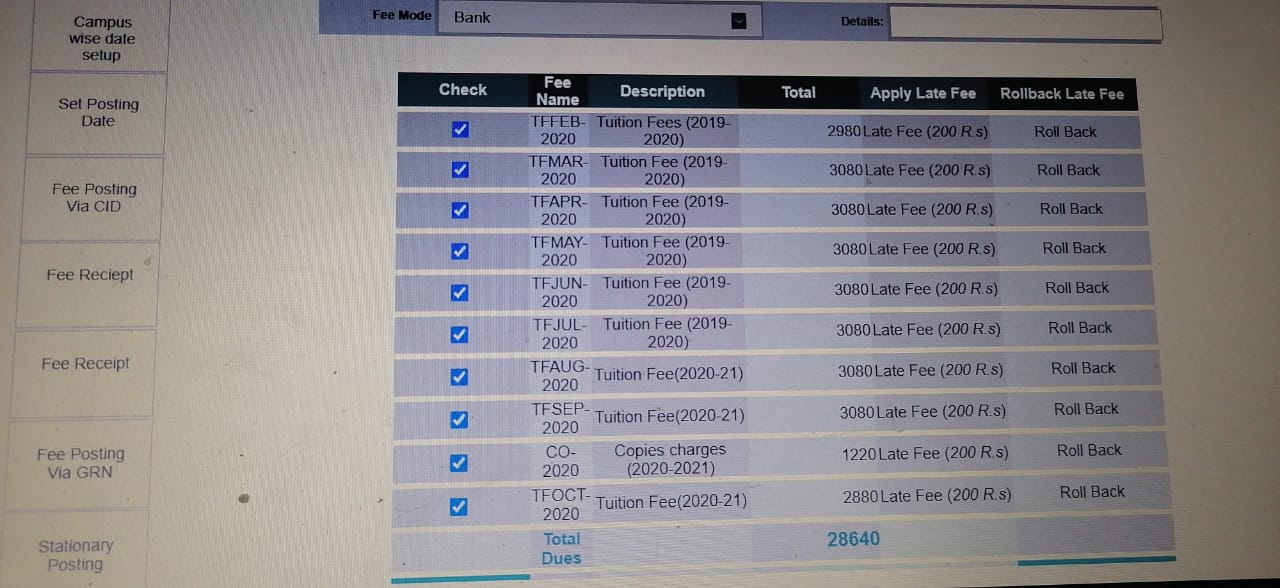 Campus
wise date
setup
Set Posting
Date
Fee Posting
Via CID
Fee Reciept
Fee Receipt
Fee Posting
Via GRN
Stationary
Posting
Fee Mode Bank Details:
Check Fee Name Description Total Apply Late Fee Rollback Late Fee
TFFEB-2020 Tuition Fees (2019-2020) 2980 Late Fee (200 R.s) Roll Back
TFMAR-2020 Tuition Fee (2019-2020) 3080 Late Fee (200 R.s) Roll Back
TFAPR-2020 Tuition Fee (2019-2020) 3080 Late Fee (200 R.s) Roll Back
TFMAY-2020 Tuition Fee (2019-2020) 3080 Late Fee (200 R.s) Roll Back
TFJUN-2020 Tuition Fee (2019-2020) 3080 Late Fee (200 R.s) Roll Back
TFJUL-2020 Tuition Fee (2019-2020) 3080 Late Fee (200 R.s) Roll Back
TFAUG-2020 Tuition Fee(2020-21) 3080 Late Fee (200 R.s) Roll Back
TFSEP-2020 Tuition Fee(2020-21) 3080 Late Fee (200 R.s) Roll Back
CO-2020 Copies charges (2020-2021) 1220 Late Fee (200 R.s) Roll Back
TFOCT-2020 Tuition Fee(2020-21) 2880 Late Fee (200 R.s) Roll Back
Total Dues 28640